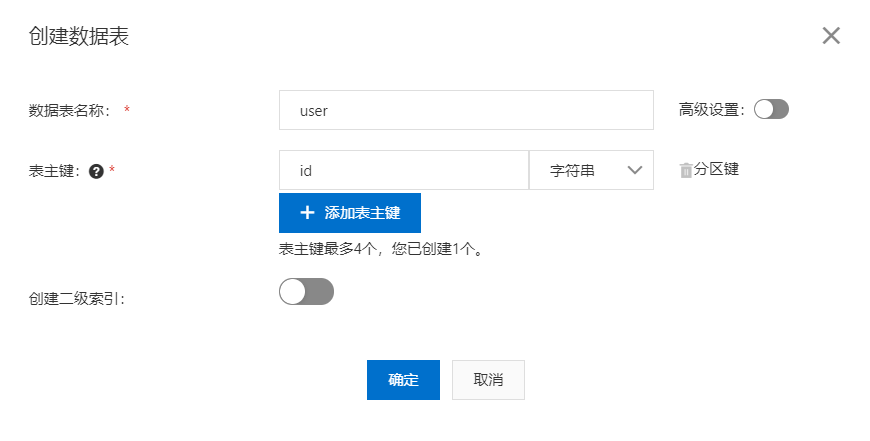 创建数据表
数据表名称： * user 高级设置：
表主键： ? * id 字符串 分区键
+ 添加表主键
表主键最多4个，您已创建1个。
创建二级索引：
确定 取消